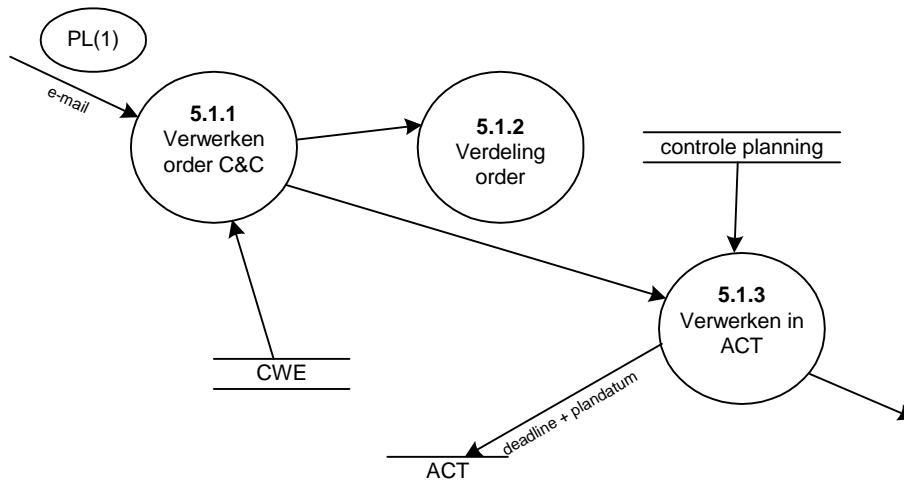 PL(1)
e-mail
5.1.1
Verwerken
order C&C
5.1.2
Verdeling
order
controle planning
5.1.3
Verwerken in
ACT
CWE
deadline + plandatum
ACT